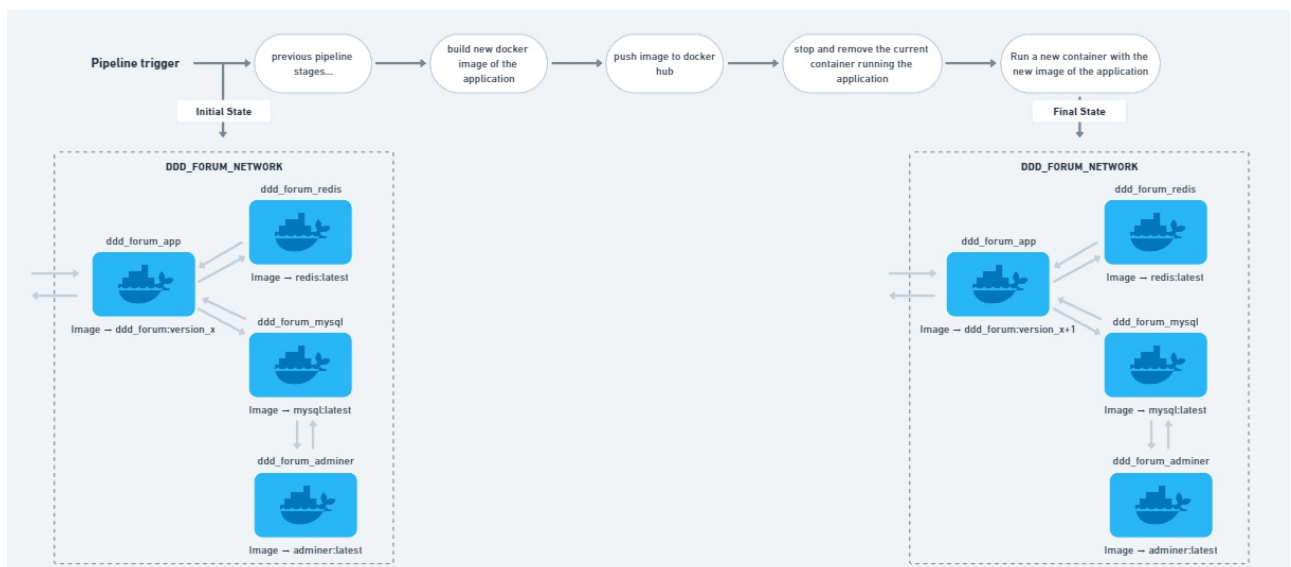 Pipeline trigger
previous pipeline
stages...
build new docker
image of the
application
push image to docker
hub
stop and remove the current
container running the
application
Run a new container with the
new image of the application
Initial State
Final State
DDD_FORUM_NETWORK
ddd_forum_redis
ddd_forum_app
Image → redis:latest
ddd_forum_mysql
Image → ddd_forum:version_x
Image → mysql:latest
ddd_forum_adminer
Image → adminer:latest
DDD_FORUM_NETWORK
ddd_forum_redis
ddd_forum_app
Image → redis:latest
ddd_forum_mysql
Image → ddd_forum:version_x+1
Image → mysql:latest
ddd_forum_adminer
Image → adminer:latest